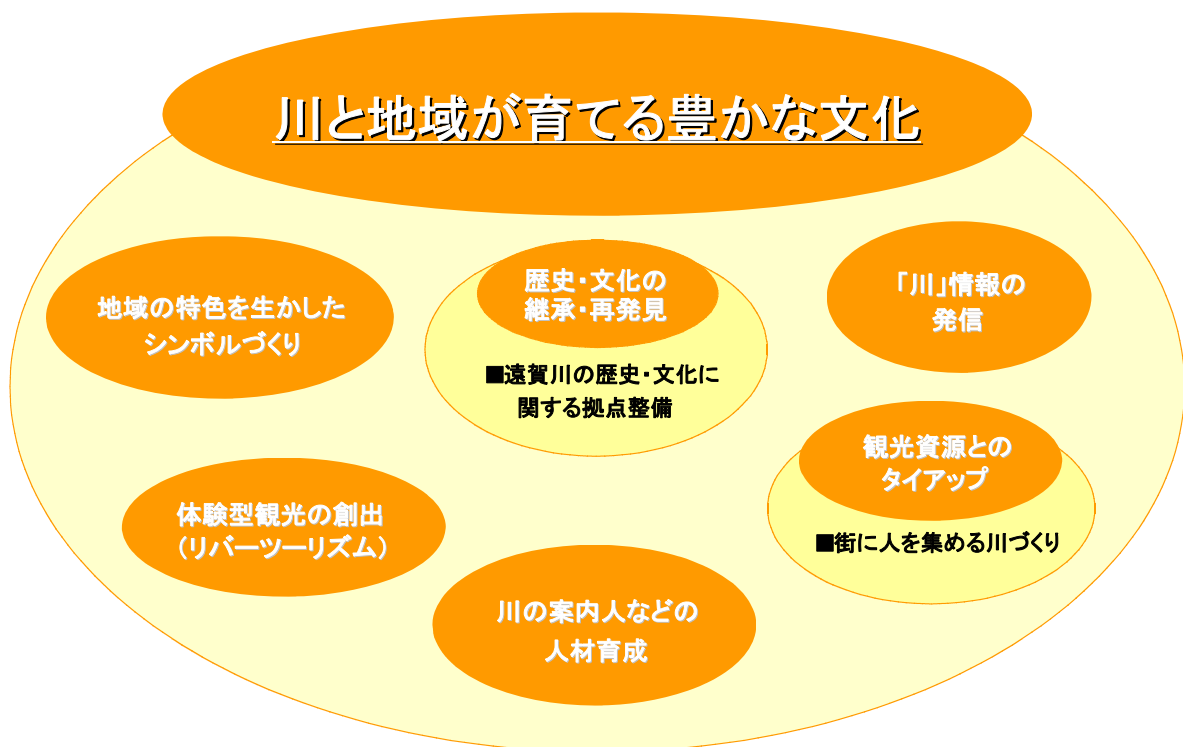 川と地域が育てる豊かな文化
地域の特色を生かした
シンボルづくり
歴史・文化の
継承・再発見
■遠賀川の歴史・文化に
関する拠点整備
「川」情報の
発信
観光資源との
タイアップ
■街に人を集める川づくり
体験型観光の創出
(リバーツーリズム)
川の案内人などの
人材育成